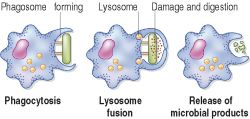 Phagosome forming
Lysosome
Damage and digestion
Phagocytosis
Lysosome
fusion
Release of
microbial products